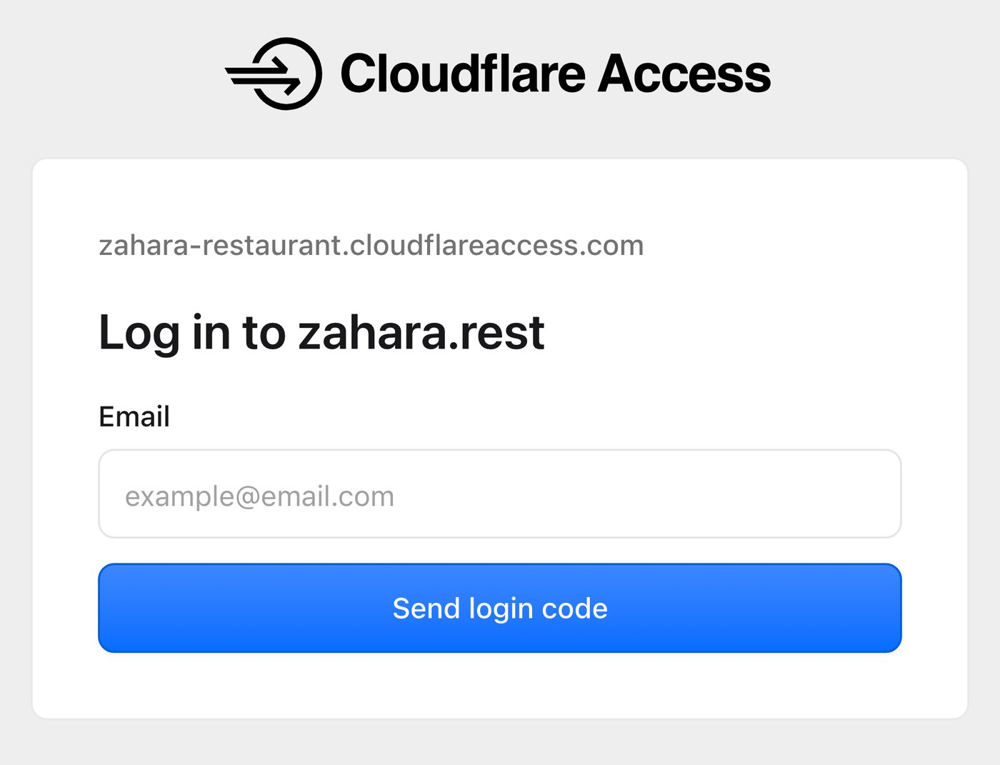 Cloudflare Access
zahara-restaurant.cloudflareaccess.com
Log in to zahara.rest
Email
example@email.com
Send login code